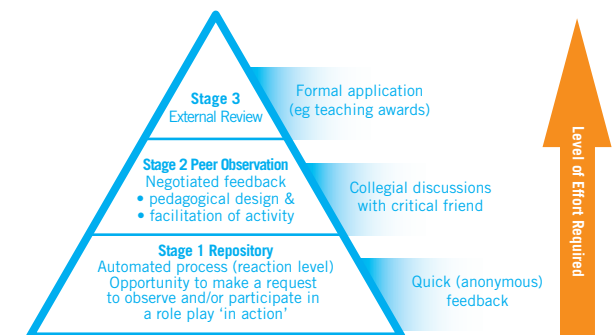 Stage 3
External Review
Formal application
(eg teaching awards)
Stage 2 Peer Observation
Negotiated feedback
• pedagogical design &
• facilitation of activity
Collegial discussions
with critical friend
Stage 1 Repository
Automated process (reaction level)
Opportunity to make a request
to observe and/or participate in
a role play ‘in action’
Quick (anonymous)
feedback
Level of Effort Required